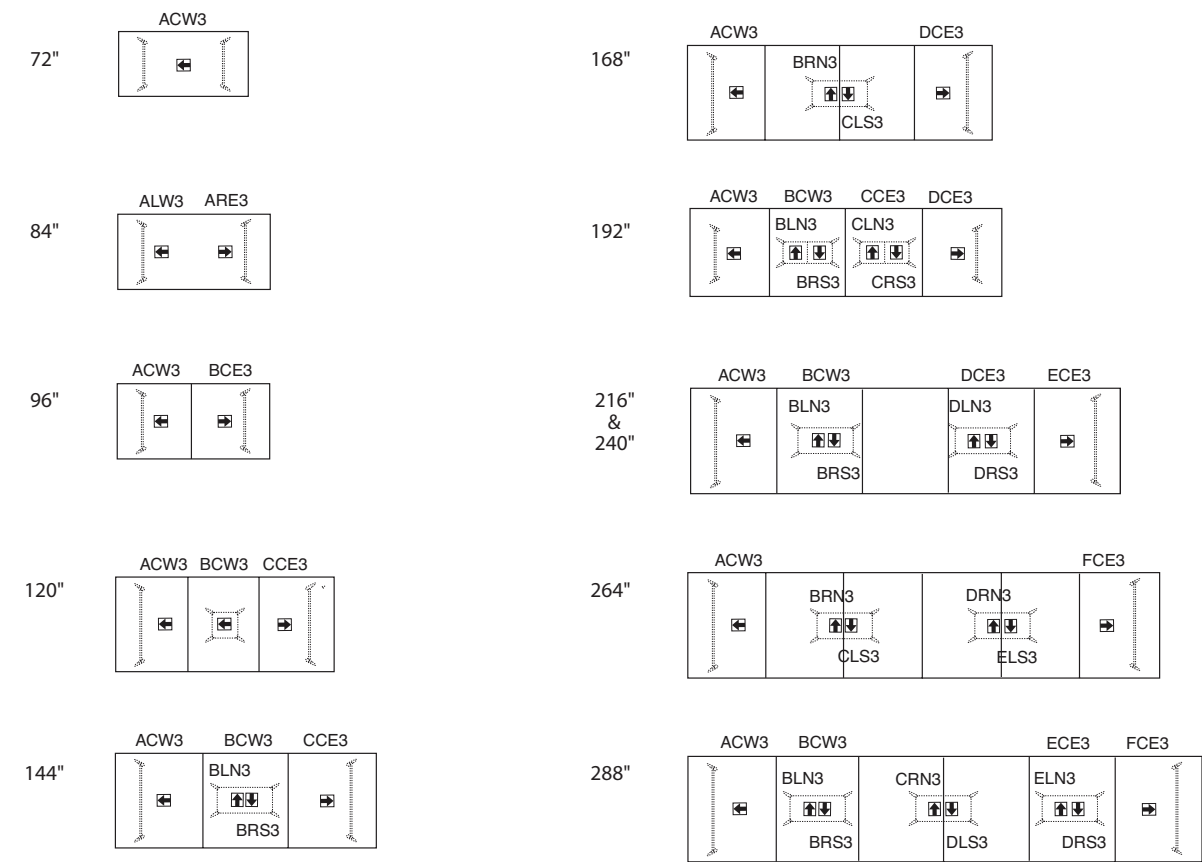 ACW3
72"
ALW3 ARE3
84"
ACW3 BCE3
96"
ACW3 BCW3 CCE3
120"
ACW3 BCW3 CCE3
144"
BLN3
BRS3
ACW3 DCE3
168"
BRN3
CLS3
ACW3 BCW3 CCE3 DCE3
192"
BLN3 CLN3
BRS3 CRS3
ACW3 BCW3 DCE3 ECE3
216"
&
240"
BLN3 DLN3
BRS3 DRS3
ACW3 FCE3
264"
BRN3 DRN3
CLS3 ELS3
ACW3 BCW3 ECE3 FCE3
288"
BLN3 CRN3 ELN3
BRS3 DLS3 DRS3